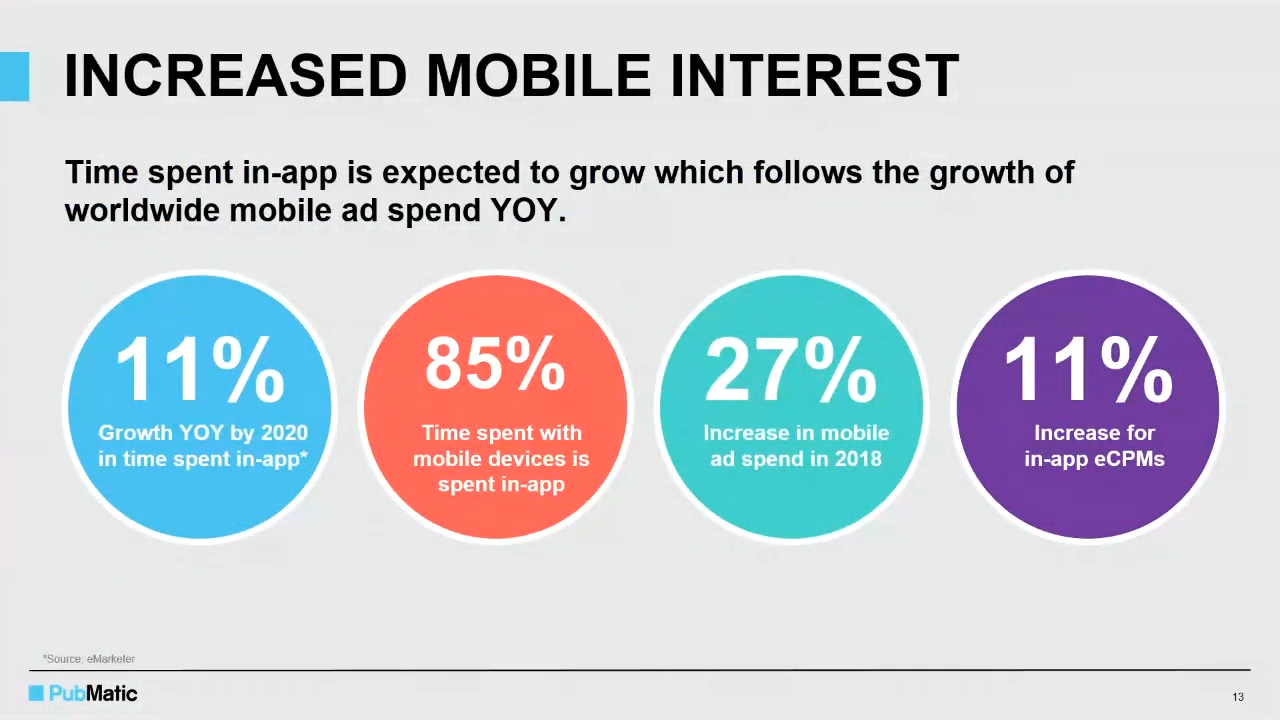 INCREASED MOBILE INTEREST
Time spent in-app is expected to grow which follows the growth of
worldwide mobile ad spend YOY.
11%
Growth YOY by 2020
in time spent in-app*
85%
Time spent with
mobile devices is
spent in-app
27%
Increase in mobile
ad spend in 2018
11%
Increase for
in-app eCPMs
*Source: eMarketer
PubMatic
13